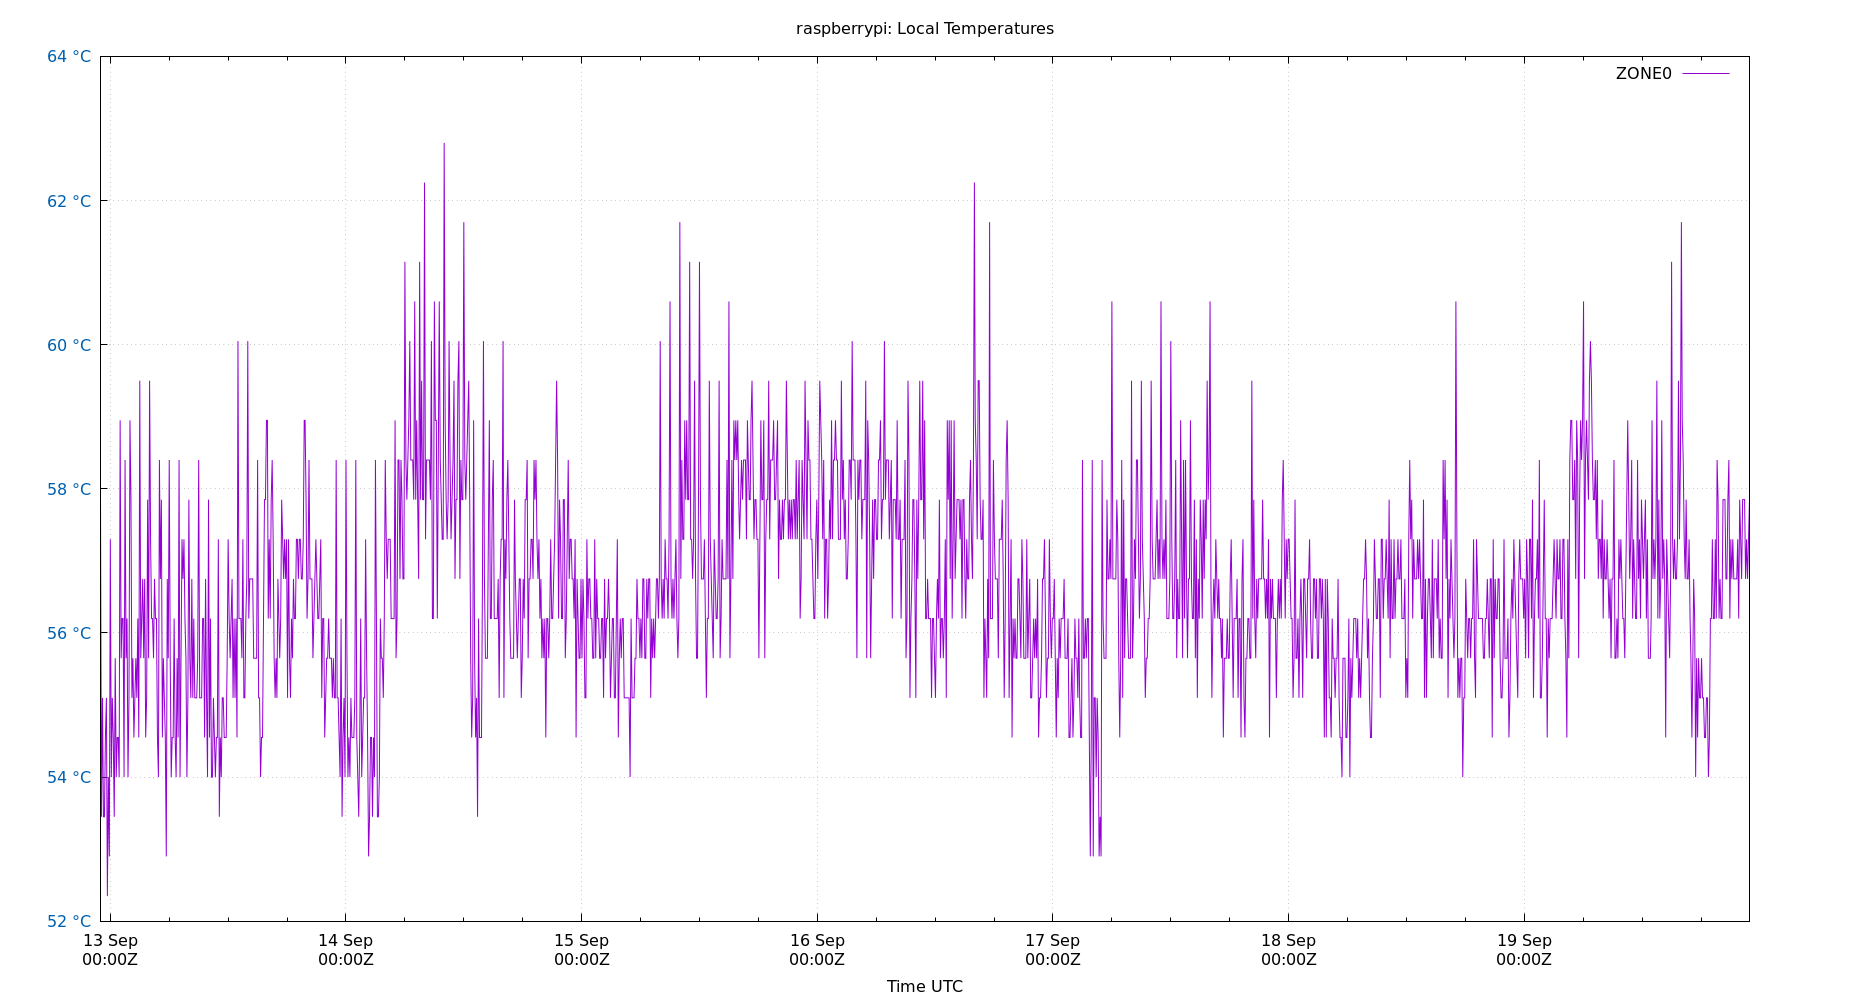 raspberrypi: Local Temperatures
64 °C
ZONE0
62 °C
60 °C
58 °C
56 °C
54 °C
52 °C
13 Sep 14 Sep 15 Sep 16 Sep 17 Sep 18 Sep 19 Sep
00:00Z 00:00Z 00:00Z 00:00Z 00:00Z 00:00Z 00:00Z
Time UTC